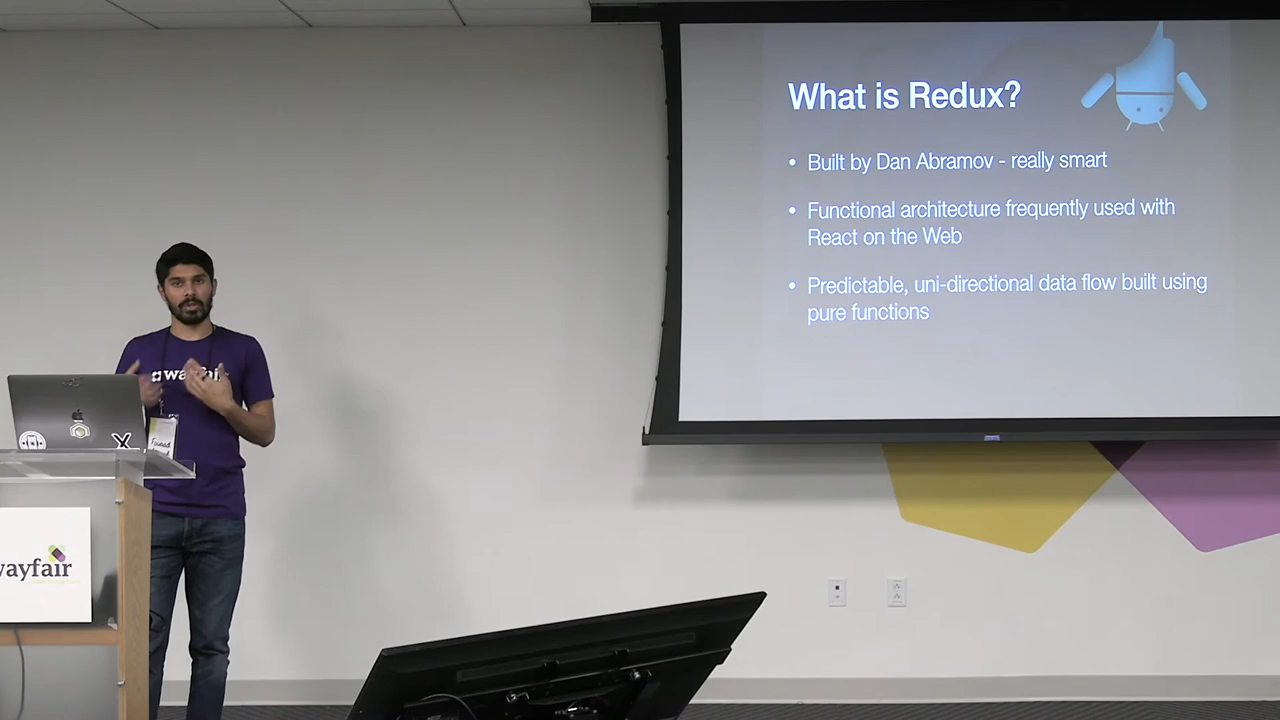 What is Redux?
• Built by Dan Abramov - really smart
• Functional architecture frequently used with
React on the Web
• Predictable, uni-directional data flow built using
pure functions
wayfair
X
wayfair